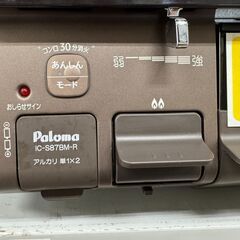 コンロ30分消火
あんしん
モード
弱
強
おしらせサイン
Paloma
IC-S87BM-R
アルカリ 単1×2